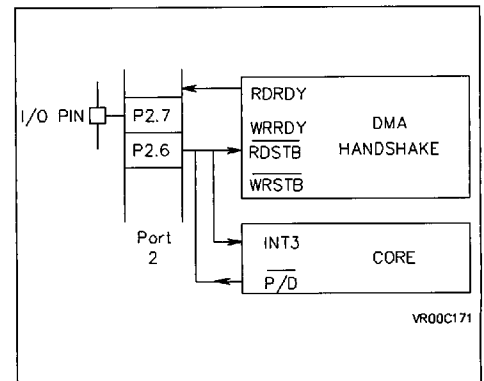 I/O PIN
P2.7
P2.6
Port
2
RDRDY
WRRDY
RDSTB
WRSTB
DMA
HANDSHAKE
INT3
P/D
CORE
VR00C171